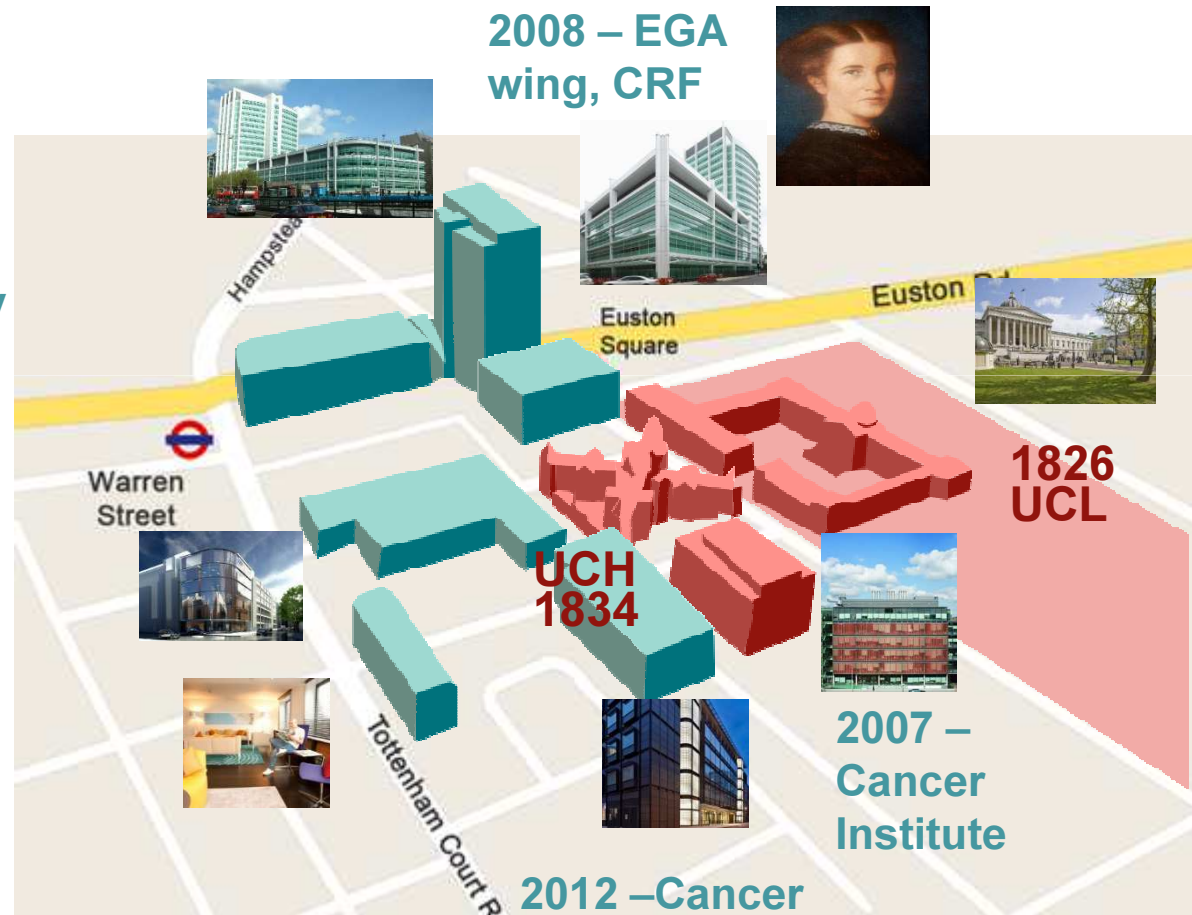 2008 – EGA
wing, CRF
Hampstea
Euston Rd
Euston
Square
1826
UCL
Warren
Street
UCH
1834
2007 –
Cancer
Institute
Tottenham Court R
2012 –Cancer